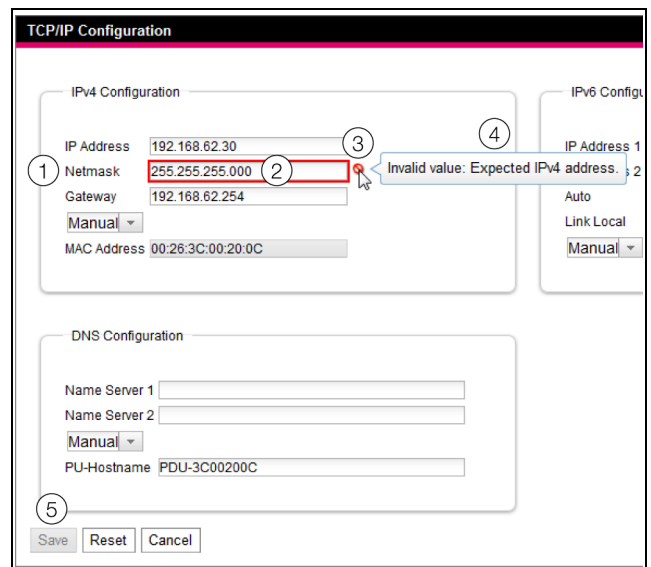 TCP/IP Configuration
IPv4 Configuration
IP Address 192.168.62.30 3
1 Netmask 255.255.255.000 2
Gateway 192.168.62.254
Manual
MAC Address 00:26:3C:00:20:0C
4
Invalid value: Expected IPv4 address.
IPv6 Configu
IP Address 1
2
Auto
Link Local
Manual
DNS Configuration
Name Server 1
Name Server 2
Manual
PU-Hostname PDU-3C00200C
5
Save Reset Cancel